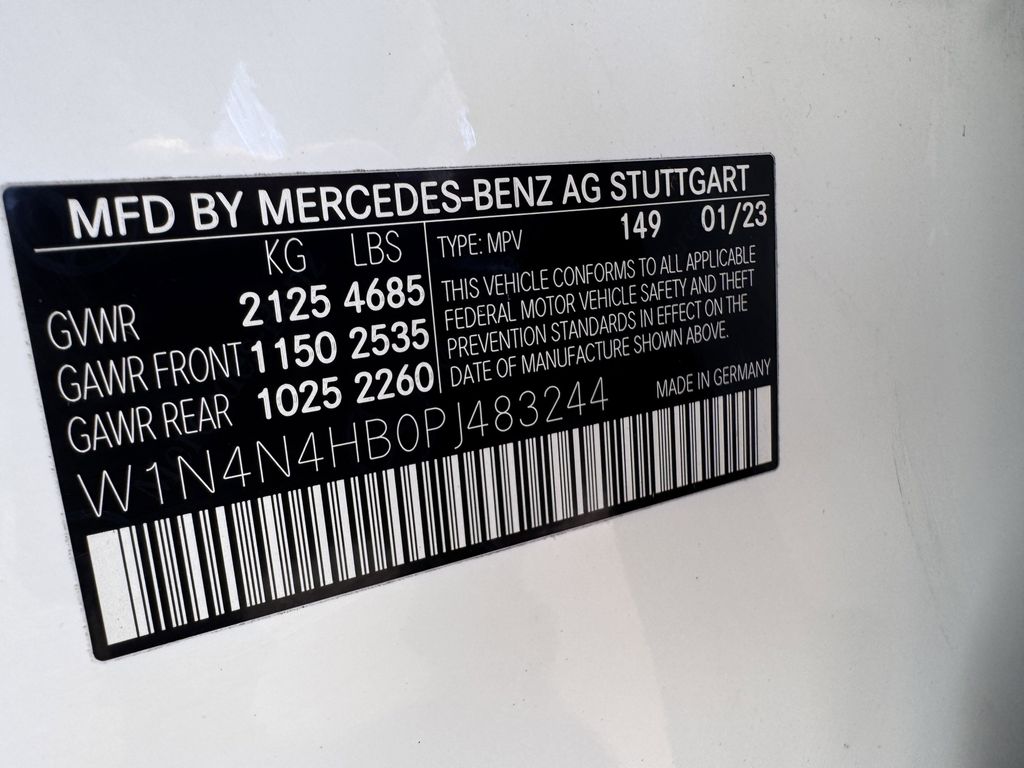 MFD BY MERCEDES-BENZ AG STUTTGART
KG LBS
GVWR 2125 4685
GAWR FRONT 1150 2535
GAWR REAR 1025 2260
TYPE: MPV 149 01/23
THIS VEHICLE CONFORMS TO ALL APPLICABLE
FEDERAL MOTOR VEHICLE SAFETY AND THEFT
PREVENTION STANDARDS IN EFFECT ON THE
DATE OF MANUFACTURE SHOWN ABOVE.
W1N4N4HB0PJ483244
MADE IN GERMANY